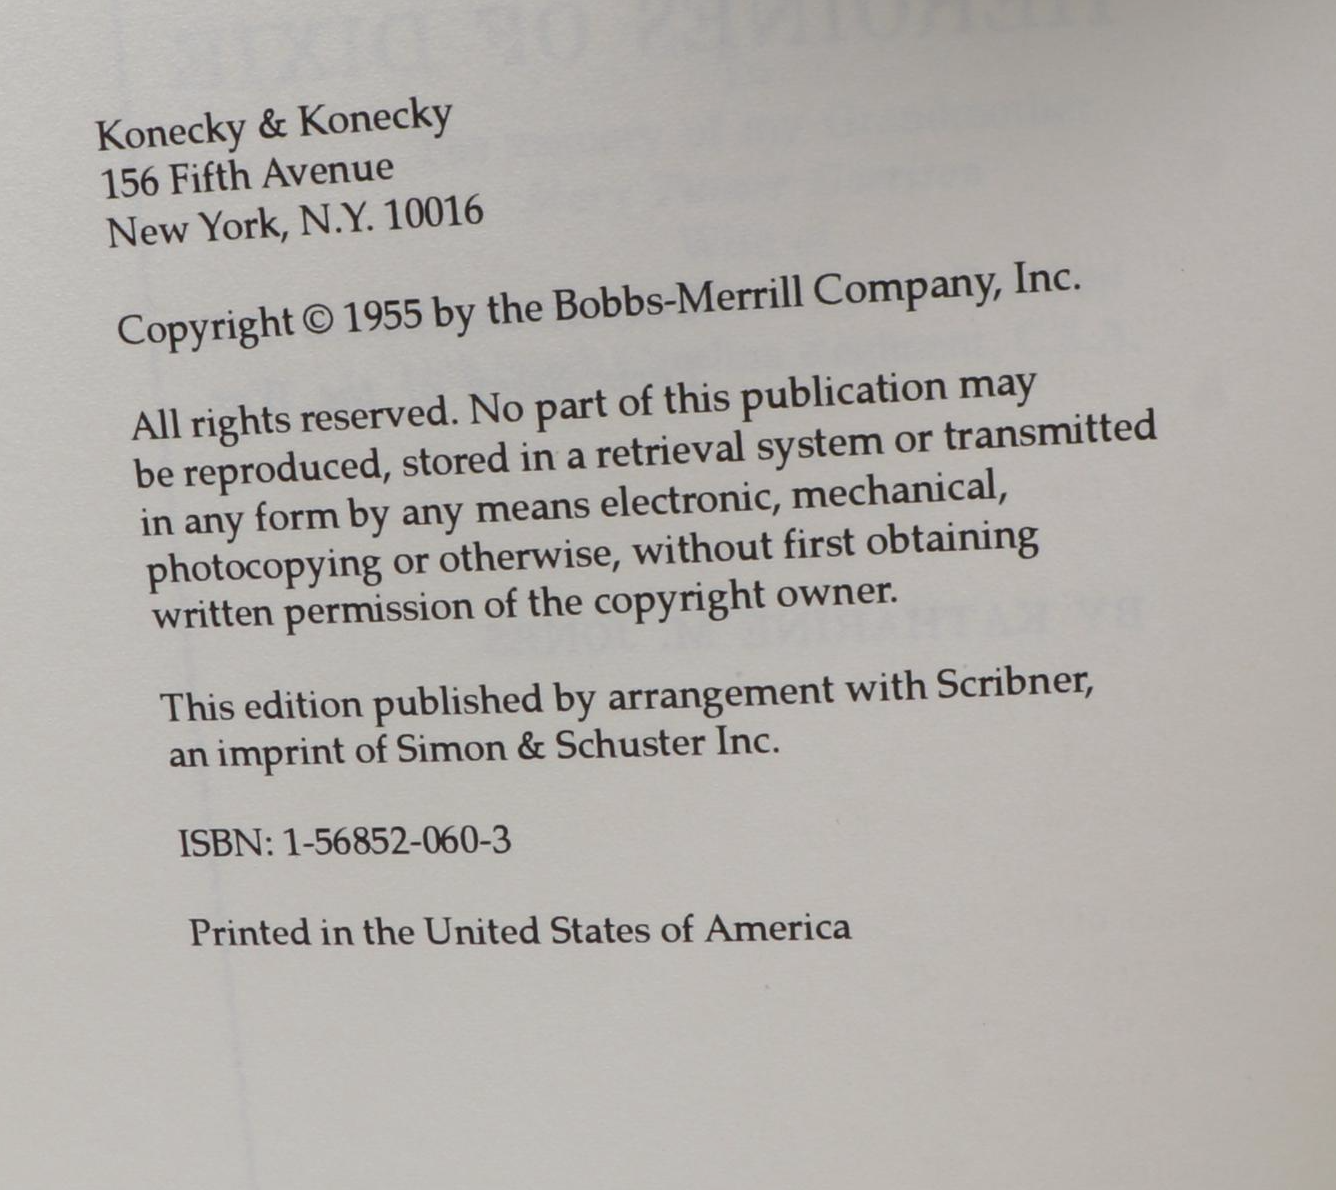 Konecky & Konecky
156 Fifth Avenue
New York, N.Y. 10016
Copyright © 1955 by the Bobbs-Merrill Company, Inc.
All rights reserved. No part of this publication may
be reproduced, stored in a retrieval system or transmitted
in any form by any means electronic, mechanical,
photocopying or otherwise, without first obtaining
written permission of the copyright owner.
This edition published by arrangement with Scribner,
an imprint of Simon & Schuster Inc.
ISBN: 1-56852-060-3
Printed in the United States of America